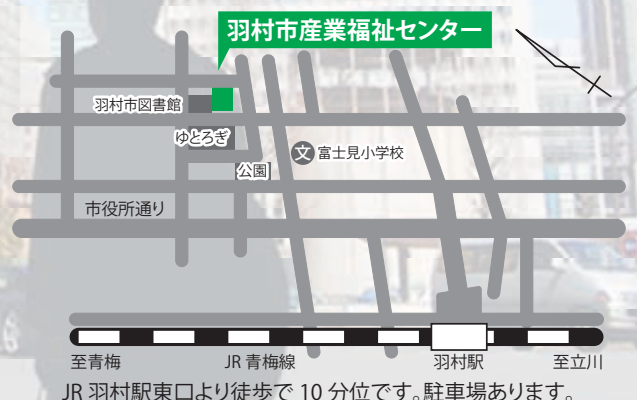 羽村市産業福祉センター
羽村市図書館
ゆとろぎ
文 富士見小学校
公園
市役所通り
至青梅
JR 青梅線
羽村駅
至立川
JR 羽村駅東口より徒歩で 10 分位です。駐車場あります。